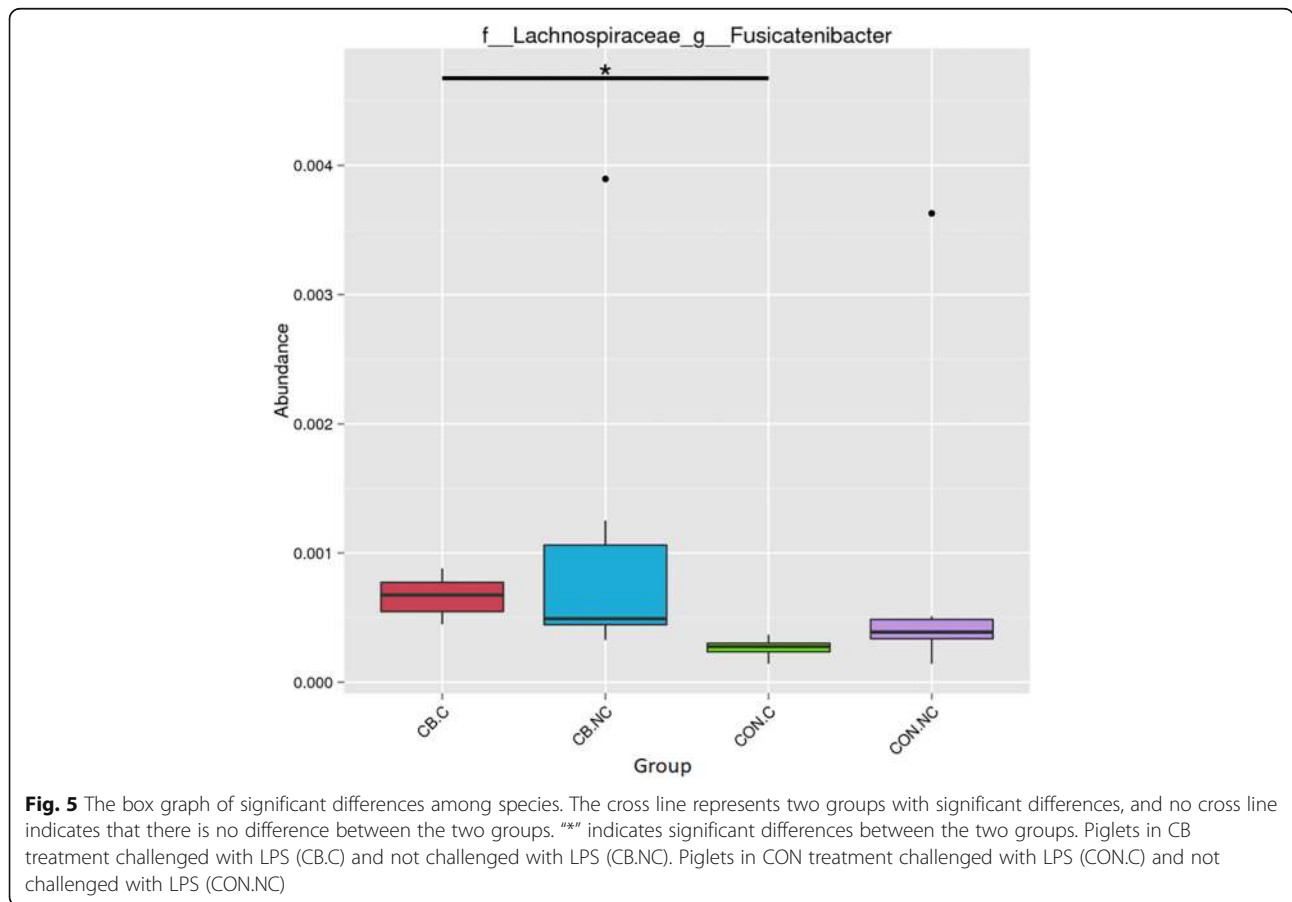 f__Lachnospiraceae_g__Fusicatenibacter
*
0.004
0.003
0.002
0.001
0.000
Abundance
CB.C
CB.NC
CON.C
CON.NC
Group
Fig. 5 The box graph of significant differences among species. The cross line represents two groups with significant differences, and no cross line
indicates that there is no difference between the two groups. “*” indicates significant differences between the two groups. Piglets in CB
treatment challenged with LPS (CB.C) and not challenged with LPS (CB.NC). Piglets in CON treatment challenged with LPS (CON.C) and not
challenged with LPS (CON.NC)